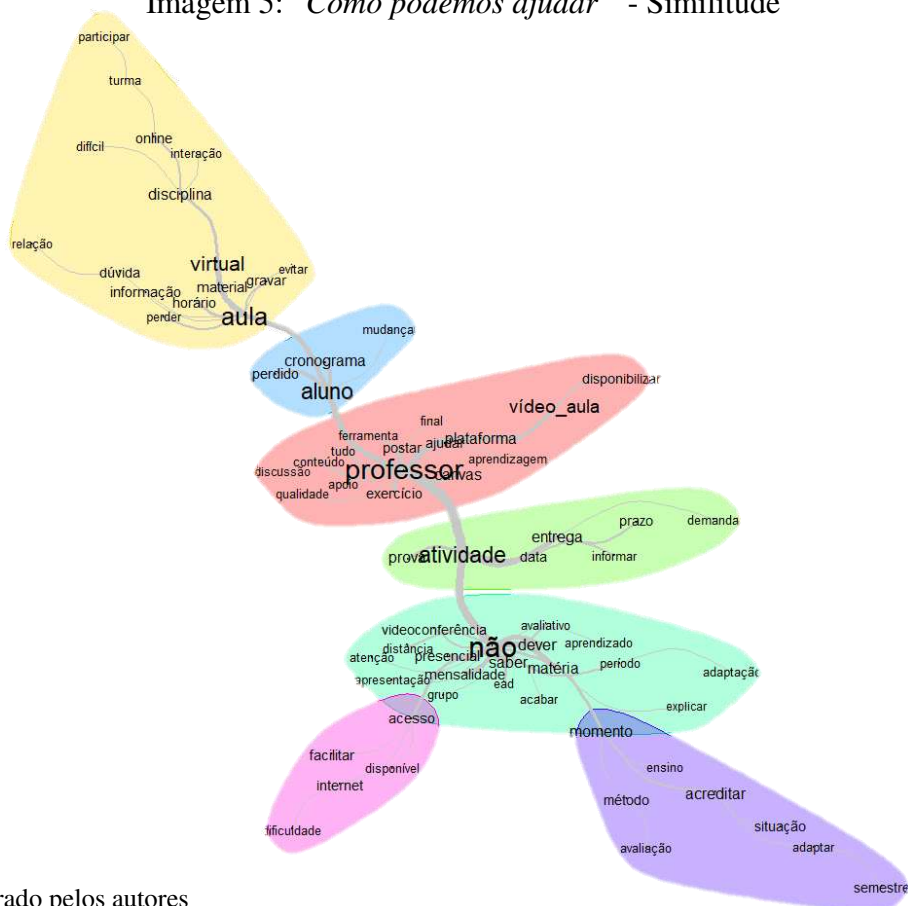 Imagem 5: "Como podemos ajudar" - Similitude
participar
turma
online
difícil
interação
disciplina
relação
virtual
dúvida
evitar
material
gravar
informação
horário
perder
aula
mudança
cronograma
perdido
aluno
disponibilizar
vídeo_aula
final
ferramenta
plataforma
ajudar
postar
tudo
conteúdo
aprendizagem
discussão
professor
canvas
apoio
qualidade
exercício
prazo
demanda
entrega
prova
atividade
data
informar
videoconferência
avaliativo
distância
não
dever
aprendizado
atenção
presencial
saber
matéria
período
mensalidade
adaptação
apresentação
ead
grupo
acabar
explicar
acesso
momento
facilitar
disponível
ensino
internet
método
acreditar
dificuldade
situação
avaliação
adaptar
semestre
rado pelos autores